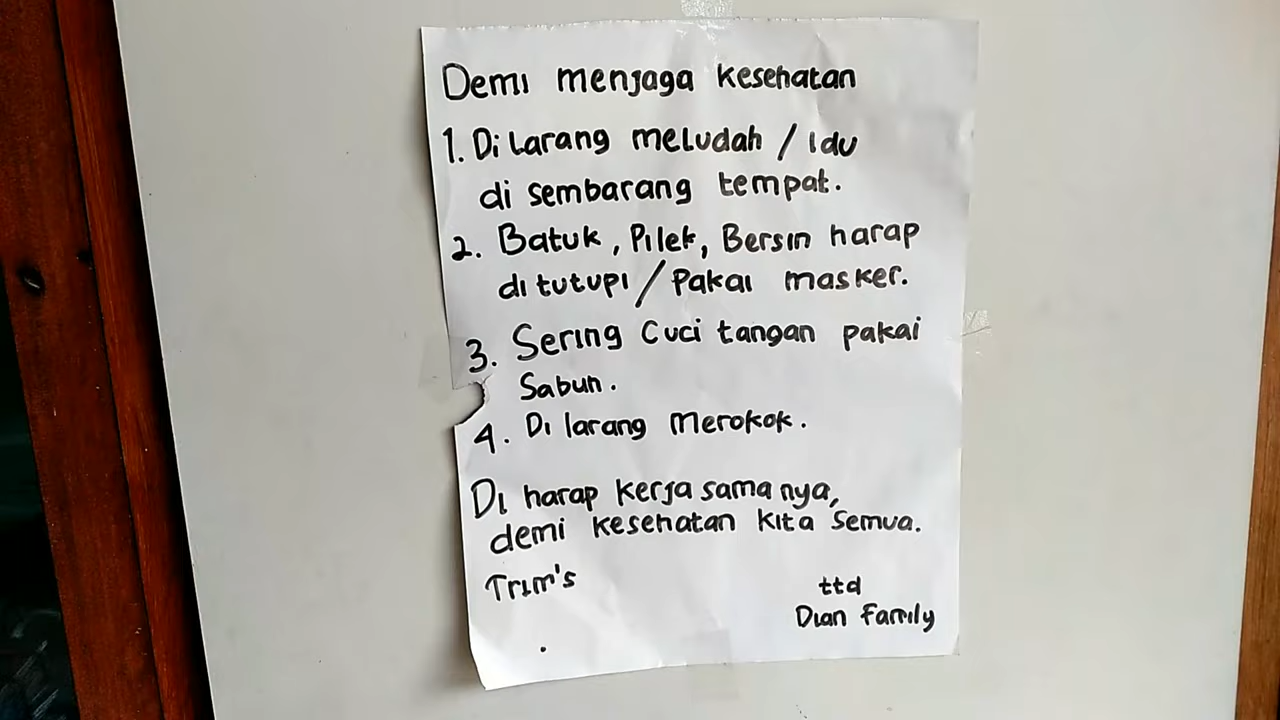 Demi menjaga kesehatan
1. Di Larang meludah / Idu
di sembarang tempat.
2. Batuk, Pilek, Bersin harap
di tutupi / Pakai masker.
3. Sering Cuci tangan pakai
Sabun.
4. Di larang Merokok.
Di harap kerja sama nya,
demi kesehatan kita Semua.
Trim's
ttd
Dian Family